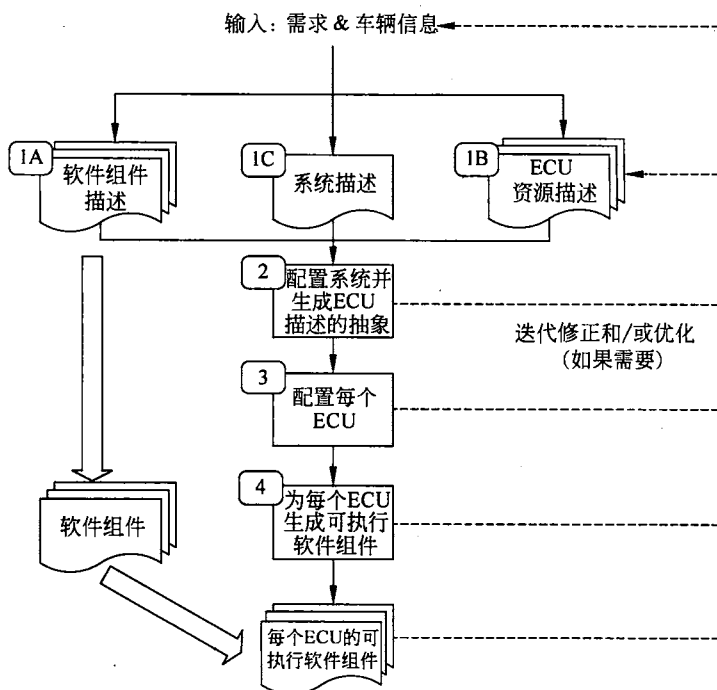 输入：需求 & 车辆信息
1A
软件组件
描述
1C
系统描述
1B
ECU
资源描述
2
配置系统并
生成ECU
描述的抽象
迭代修正和/或优化
（如果需要）
3
配置每个
ECU
4
为每个ECU
生成可执行
软件组件
软件组件
每个ECU的可
执行软件组件